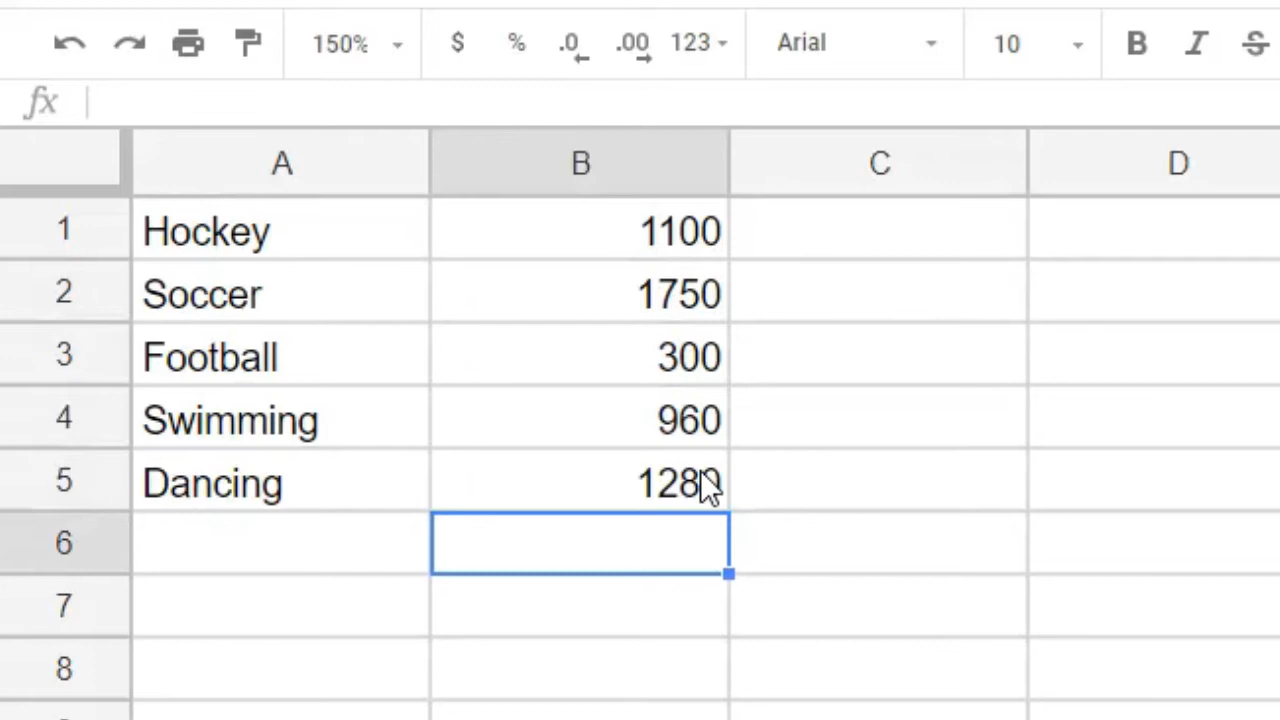 150% $ % .0 .00 123 Arial 10 B I S
fx
A B C D
1 Hockey 1100
2 Soccer 1750
3 Football 300
4 Swimming 960
5 Dancing 1280
6
7
8